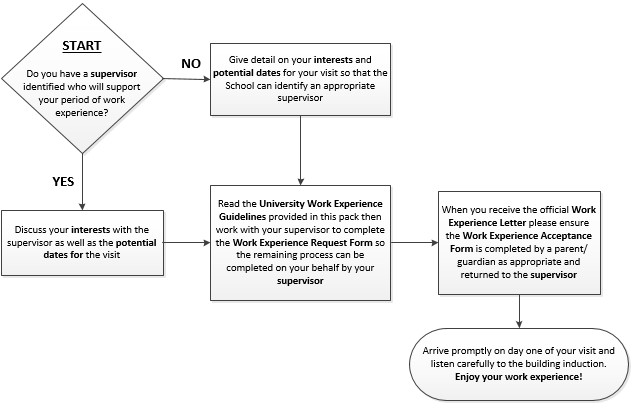 START
Do you have a supervisor
identified who will support
your period of work
experience?
NO
Give detail on your interests and
potential dates for your visit so that the
School can identify an appropriate
supervisor
YES
Discuss your interests with the
supervisor as well as the potential
dates for the visit
Read the University Work Experience
Guidelines provided in this pack then
work with your supervisor to complete
the Work Experience Request Form so
the remaining process can be
completed on your behalf by your
supervisor
When you receive the official Work
Experience Letter please ensure
the Work Experience Acceptance
Form is completed by a parent/
guardian as appropriate and
returned to the supervisor
Arrive promptly on day one of your visit and
listen carefully to the building induction.
Enjoy your work experience!